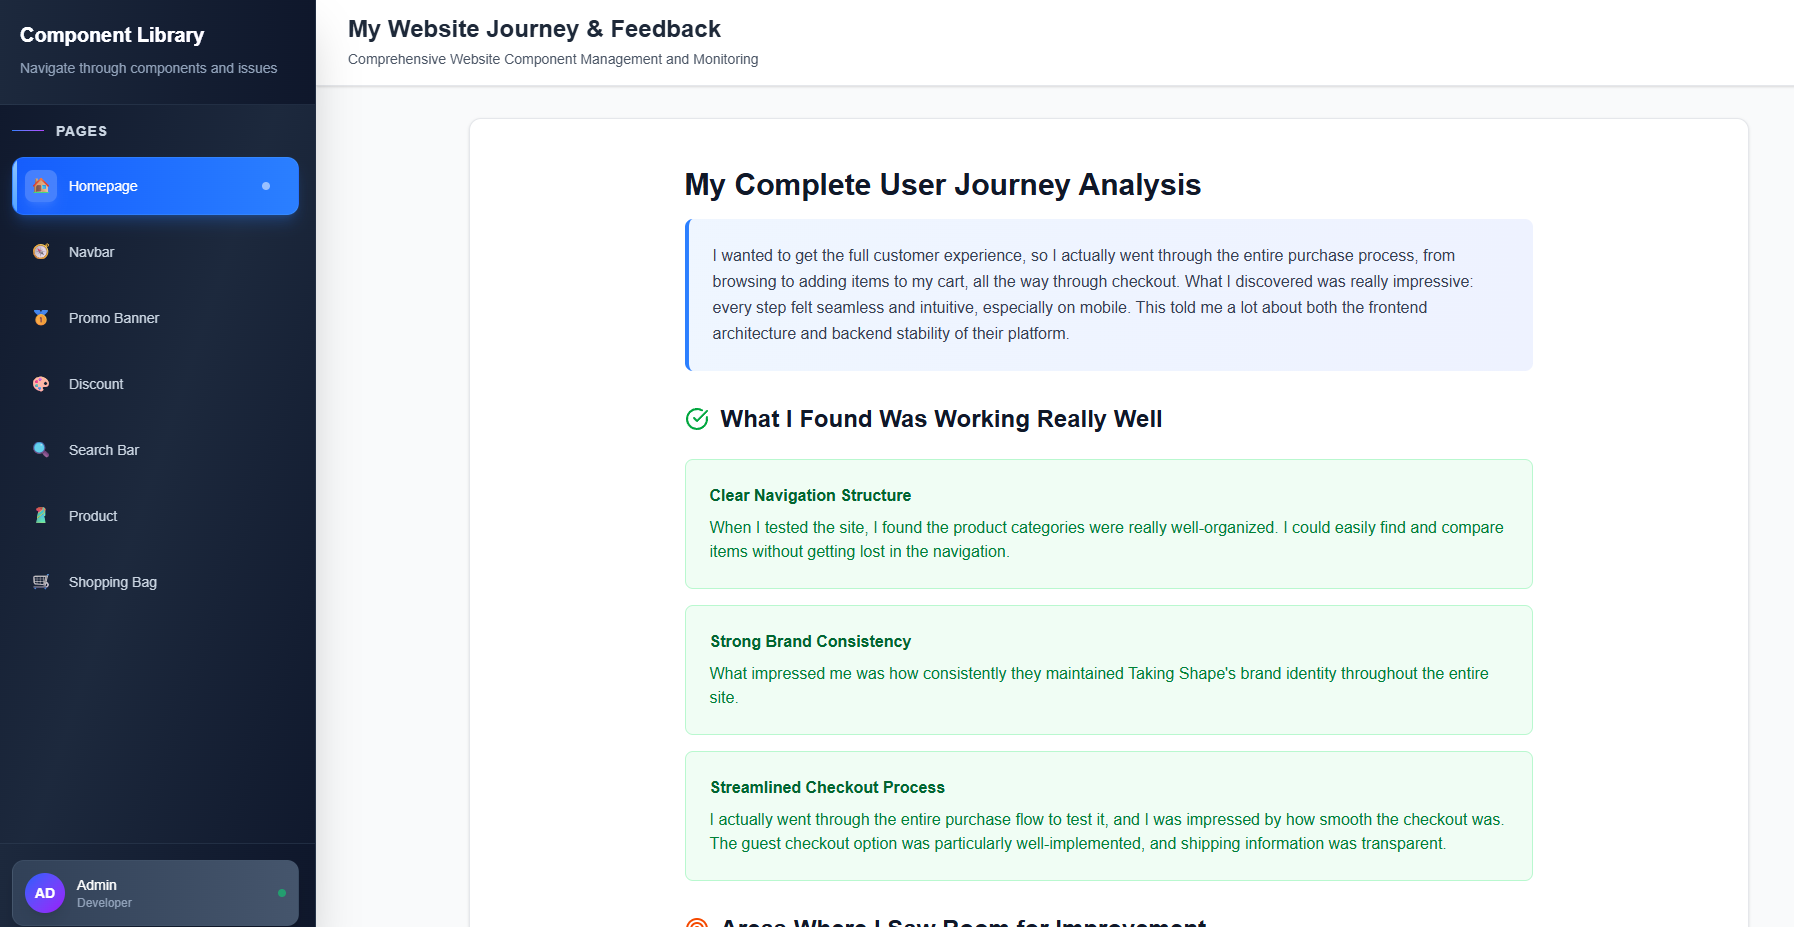 Component Library
Navigate through components and issues
PAGES
Homepage
Navbar
Promo Banner
Discount
Search Bar
Product
Shopping Bag
AD
Admin
Developer
My Website Journey & Feedback
Comprehensive Website Component Management and Monitoring
My Complete User Journey Analysis
I wanted to get the full customer experience, so I actually went through the entire purchase process, from
browsing to adding items to my cart, all the way through checkout. What I discovered was really impressive:
every step felt seamless and intuitive, especially on mobile. This told me a lot about both the frontend
architecture and backend stability of their platform.
What I Found Was Working Really Well
Clear Navigation Structure
When I tested the site, I found the product categories were really well-organized. I could easily find and compare
items without getting lost in the navigation.
Strong Brand Consistency
What impressed me was how consistently they maintained Taking Shape's brand identity throughout the entire
site.
Streamlined Checkout Process
I actually went through the entire purchase flow to test it, and I was impressed by how smooth the checkout was.
The guest checkout option was particularly well-implemented, and shipping information was transparent.
Areas Where I Saw Room for Improvement